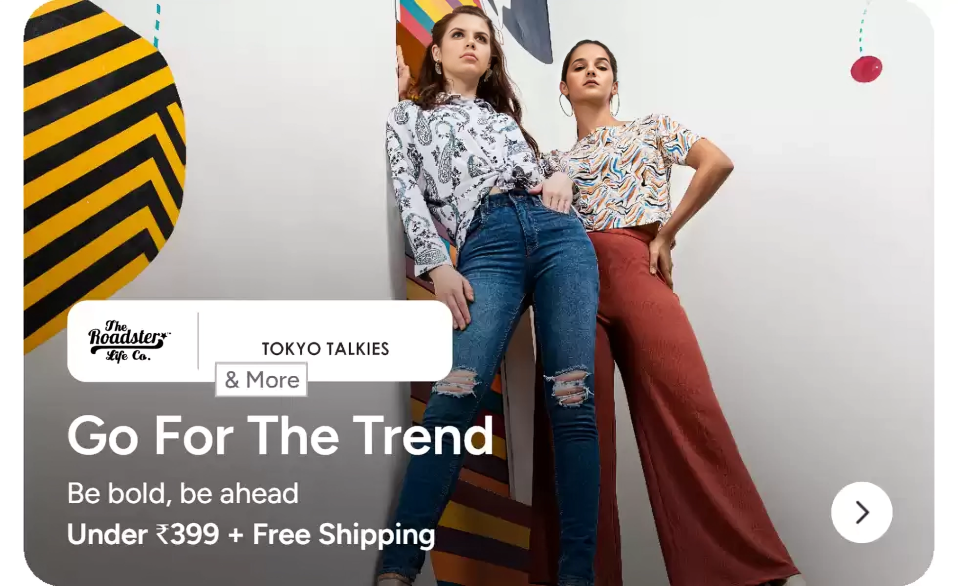 The
Roadster
Life Co.
TOKYO TALKIES
& More
Go For The Trend
Be bold, be ahead
Under ₹399 + Free Shipping